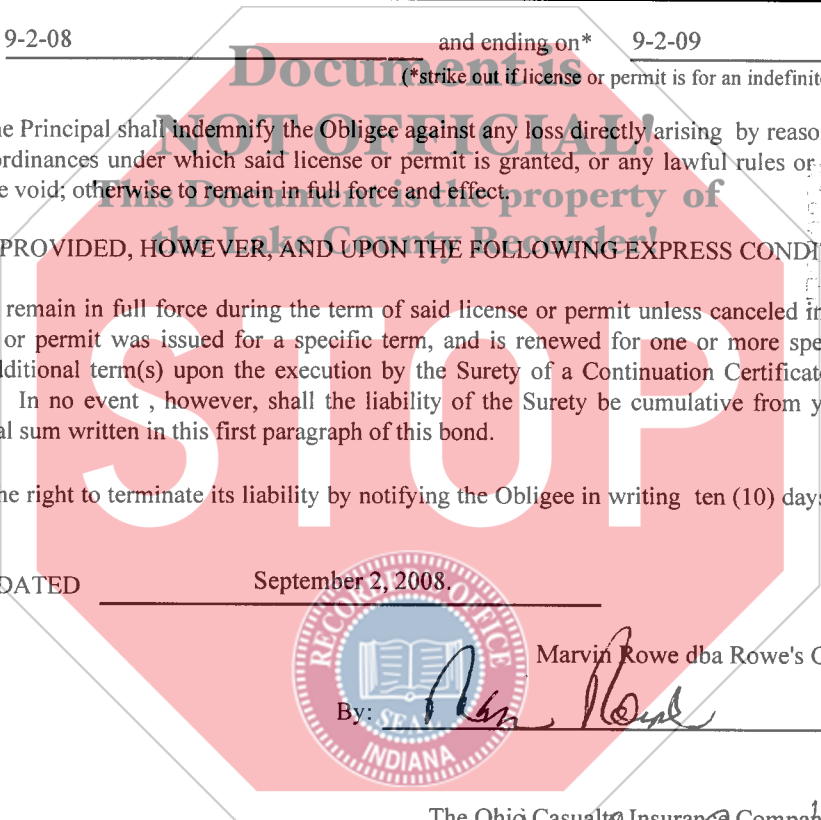 9-2-08 and ending on* 9-2-09
Document is
(*strike out if license or permit is for an indefinit
NOT OFFICIAL!
e Principal shall indemnify the Obligee against any loss directly arising by reaso
ordinances under which said license or permit is granted, or any lawful rules or
e void; otherwise to remain in full force and effect.
This Document is the property of
the Lake County Recorder!
PROVIDED, HOWEVER, AND UPON THE FOLLOWING EXPRESS CONDI
remain in full force during the term of said license or permit unless canceled in
or permit was issued for a specific term, and is renewed for one or more spe
dditional term(s) upon the execution by the Surety of a Continuation Certificat
In no event , however, shall the liability of the Surety be cumulative from y
al sum written in this first paragraph of this bond.
STOP
he right to terminate its liability by notifying the Obligee in writing ten (10) days
DATED September 2, 2008.
RECORDER'S OFFICE
Marvin Rowe dba Rowe's
By:
SEAL
INDIANA
The Ohio Casualty Insurance Compan